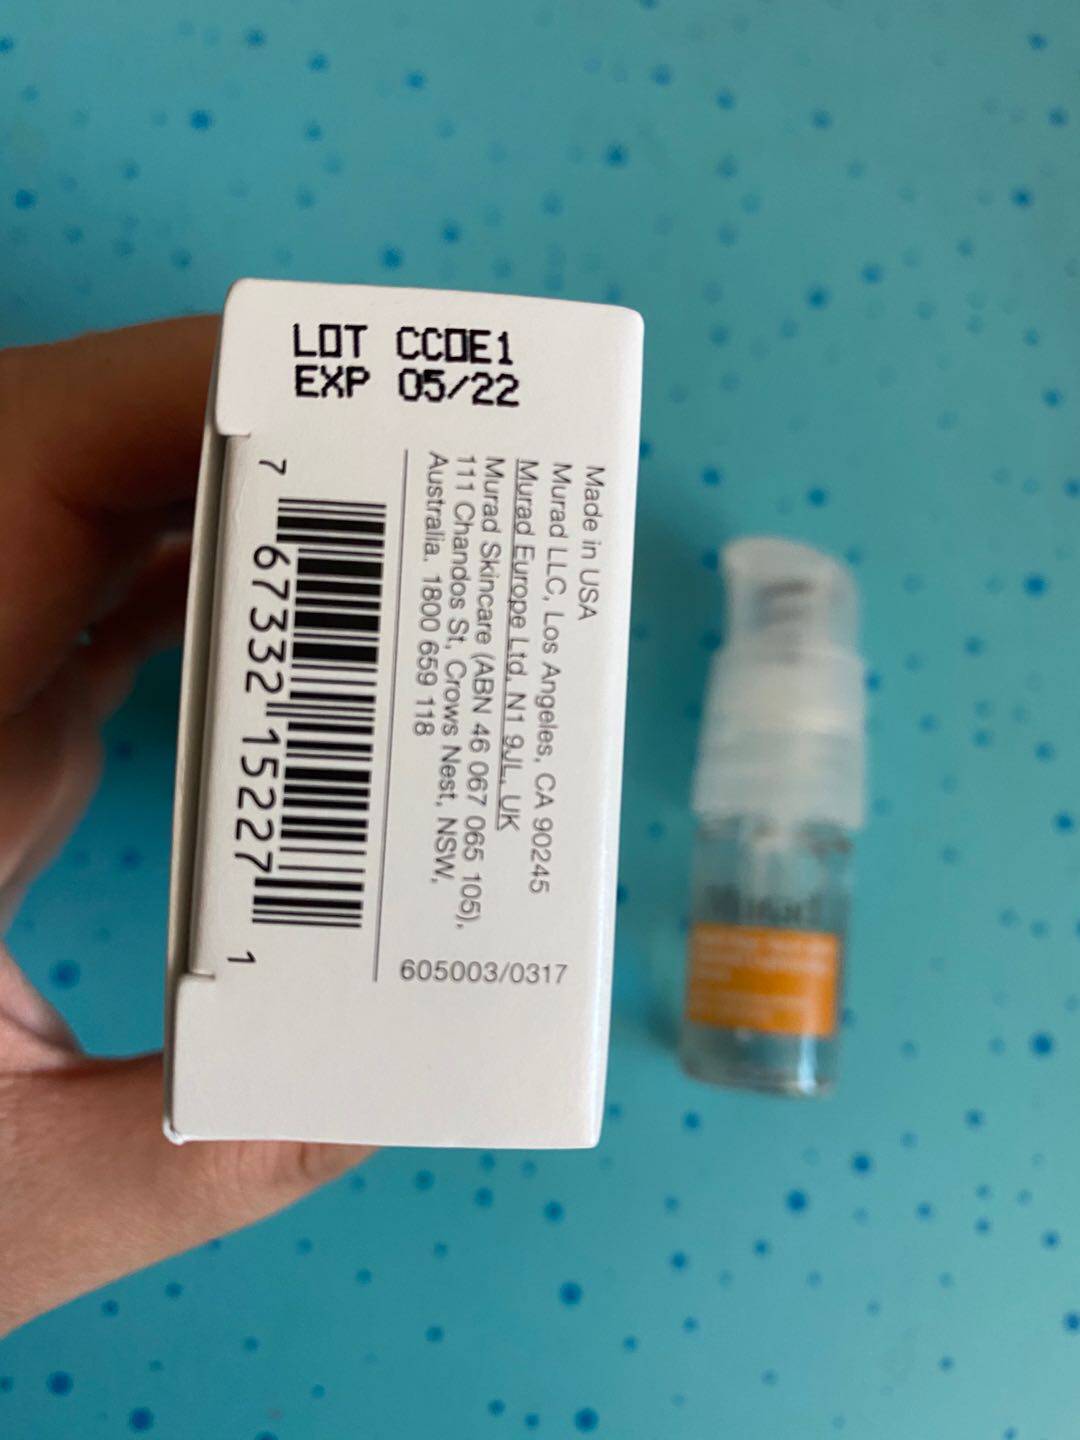 LOT CC0E1
EXP 05/22
Made in USA
Murad LLC, Los Angeles, CA 90245
Murad Europe Ltd, N1 9JL, UK
Murad Skincare (ABN 46 067 065 105),
111 Chandos St, Crows Nest, NSW,
Australia. 1800 659 118
605003/0317
7 67332 15227 1
Murad